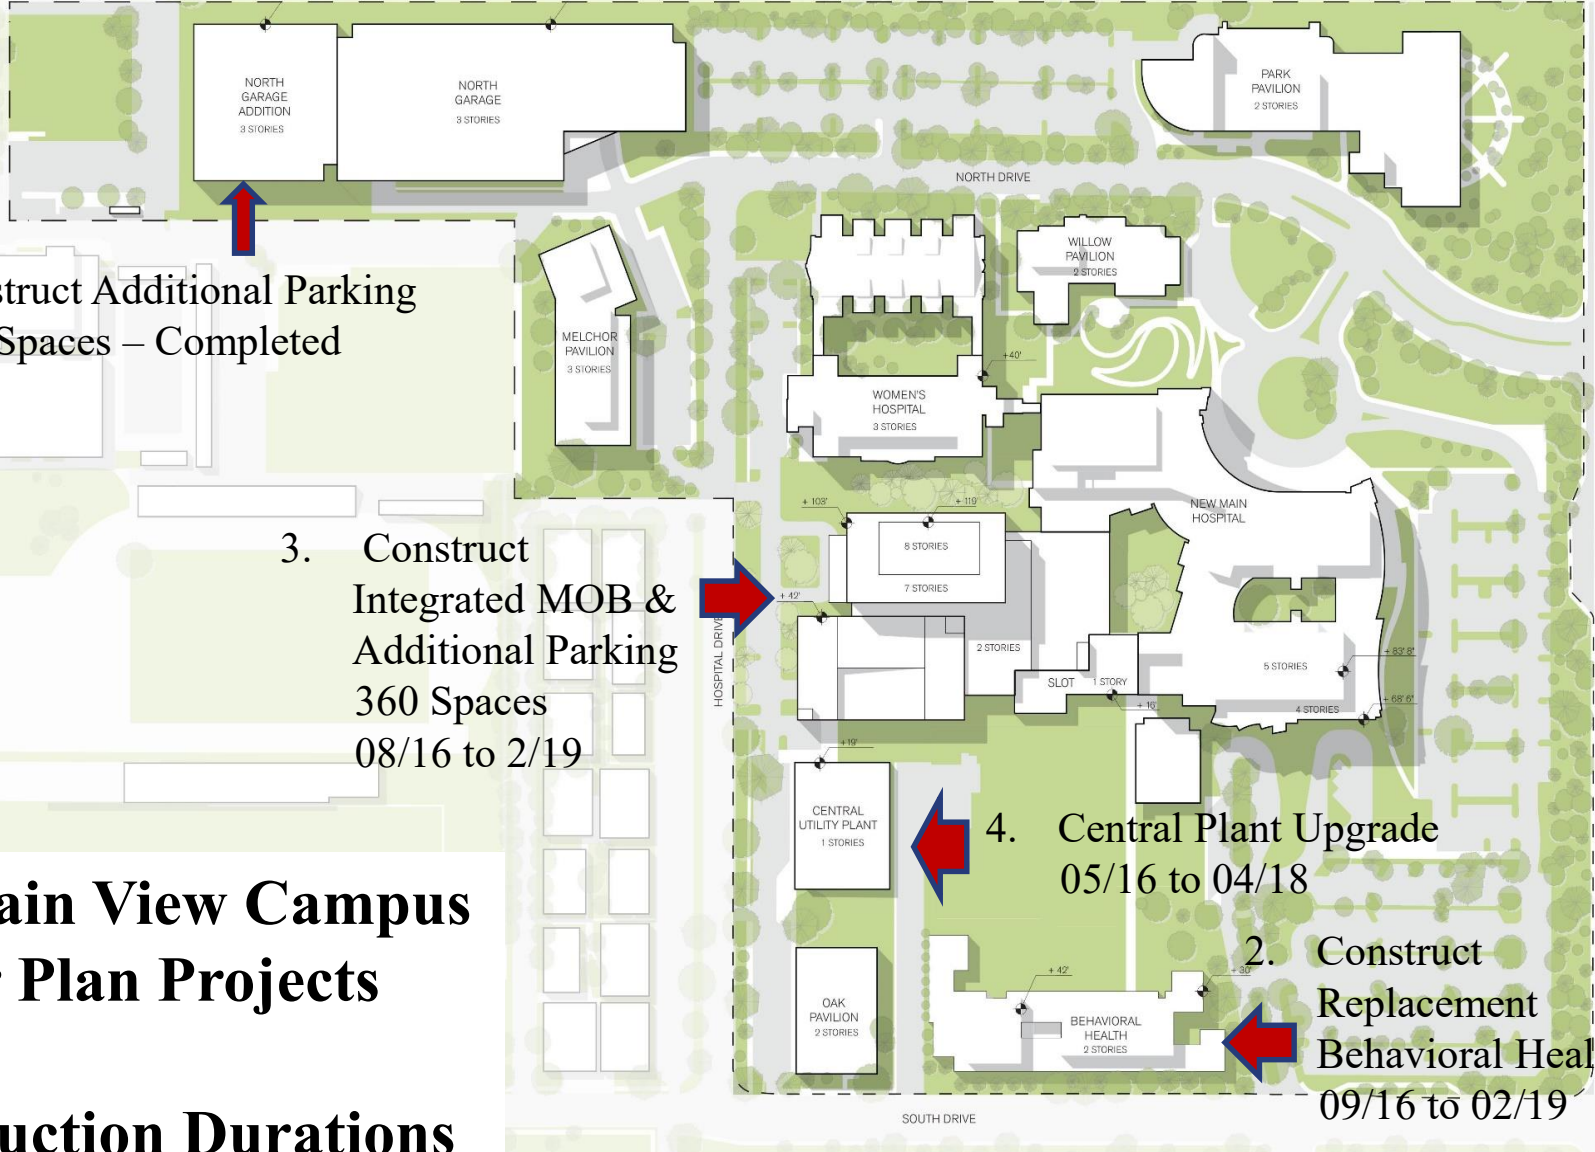 NORTH
GARAGE
ADDITION
3 STORIES
NORTH
GARAGE
3 STORIES
PARK
PAVILION
2 STORIES
NORTH DRIVE
struct Additional Parking
Spaces – Completed
MELCHOR
PAVILION
3 STORIES
WILLOW
PAVILION
2 STORIES
+40'
WOMEN'S
HOSPITAL
3 STORIES
NEW MAIN
HOSPITAL
+ 103'
+ 119
8 STORIES
7 STORIES
3. Construct
Integrated MOB &
Additional Parking
360 Spaces
08/16 to 2/19
+ 42'
HOSPITAL DRIVE
2 STORIES
SLOT
1 STORY
+ 16'
5 STORIES
+ 83' 8"
4 STORIES
+ 68' 6"
+19'
CENTRAL
UTILITY PLANT
1 STORIES
4. Central Plant Upgrade
05/16 to 04/18
ain View Campus
Plan Projects
uction Durations
OAK
PAVILION
2 STORIES
+ 42'
+ 30'
BEHAVIORAL
HEALTH
2 STORIES
2. Construct
Replacement
Behavioral Heal
09/16 to 02/19
SOUTH DRIVE